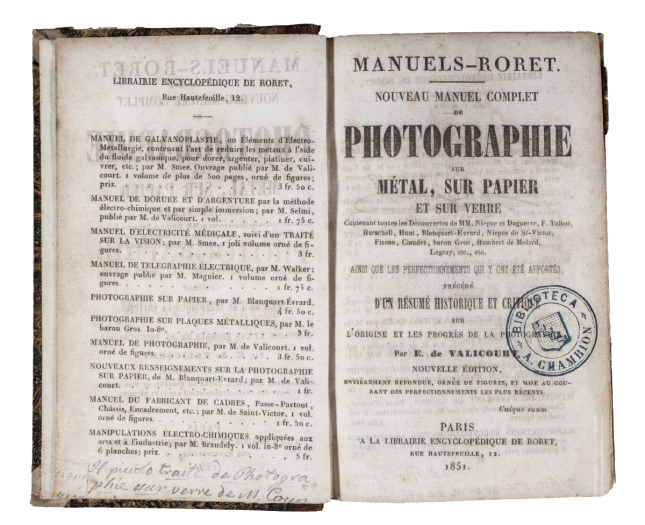 LIBRAIRIE ENCYCLOPÉDIQUE DE RORET,
Rue Hautefeuille, 12.
MANUEL DE GALVANOPLASTIE, ou Éléments d'Électro-
Métallurgie, contenant l'art de réduire les métaux à l'aide
du fluide galvanique, pour dorer, argenter, platiner, cui-
vrer, etc.; par M. Smee. Ouvrage publié par M. de Vali-
court. 1 volume de plus de 500 pages, orné de figures;
prix. 3 fr. 50 c.
MANUEL DE DORURE ET D'ARGENTURE par la méthode
électro-chimique et par simple immersion; par M. Selmi,
publié par M. de Valicourt. 1 vol. 1 fr. 75 c.
MANUEL D'ÉLECTRICITÉ MÉDICALE, suivi d'un TRAITÉ
SUR LA VISION; par M. Smee. 1 joli volume orné de fi-
gures. 3 fr.
MANUEL DE TÉLÉGRAPHIE ÉLECTRIQUE, par M. Walker;
ouvrage publié par M. Magnier. 1 volume orné de fi-
gures. 1 fr. 75 c.
PHOTOGRAPHIE SUR PAPIER, par M. Blanquart-Évrard.
4 fr. 50 c.
PHOTOGRAPHIE SUR PLAQUES MÉTALLIQUES, par M. le
baron Gros. In-8º. 3 fr.
MANUEL DE PHOTOGRAPHIE, par M. de Valicourt. 1 vol.
orné de figures. 3 fr. 50 c.
NOUVEAUX RENSEIGNEMENTS SUR LA PHOTOGRAPHIE
SUR PAPIER, de M. Blanquart-Evrard; par M. de Vali-
court. 1 fr.
MANUEL DU FABRICANT DE CADRES, Passe-Partout,
Châssis, Encadrement, etc.; par M. de Saint-Victor. 1 vol.
orné de figures. 1 fr. 50 c.
MANIPULATIONS ELECTRO-CHIMIQUES appliquées aux
arts et à l'industrie; par M. Brandely. 1 vol. in-8º orné de
6 planches; prix. 5 fr.
traité de Photogra-
phie sur verre de M.
MANUELS-RORET.
NOUVEAU MANUEL COMPLET
DE
PHOTOGRAPHIE
SUR
MÉTAL, SUR PAPIER
ET SUR VERRE
Contenant toutes les Découvertes de MM. Niepce et Daguerre, F. Talbot,
Herschell, Hunt, Blanquart-Evrard, Niepce de St-Victor,
Fizeau, Claudet, baron Gros, Humbert de Molard,
Legray, etc., etc.
AINSI QUE LES PERFECTIONNEMENTS QUI Y ONT ÉTÉ APPORTÉS,
PRÉCÉDÉ
D'UN RÉSUMÉ HISTORIQUE ET CRITIQUE
SUR
L'ORIGINE ET LES PROGRÈS DE LA PHOTOGRAPHIE
Par E. de VALICOURT.
BIBLIOTECA
A. CHAMBION
NOUVELLE ÉDITION,
ENTIÈREMENT REFONDUE, ORNÉE DE FIGURES, ET MISE AU COU-
RANT DES PERFECTIONNEMENTS LES PLUS RÉCENTS.
Cuique suum.
PARIS
A LA LIBRAIRIE ENCYCLOPÉDIQUE DE RORET,
RUE HAUTEFEUILLE, 12.
1851.